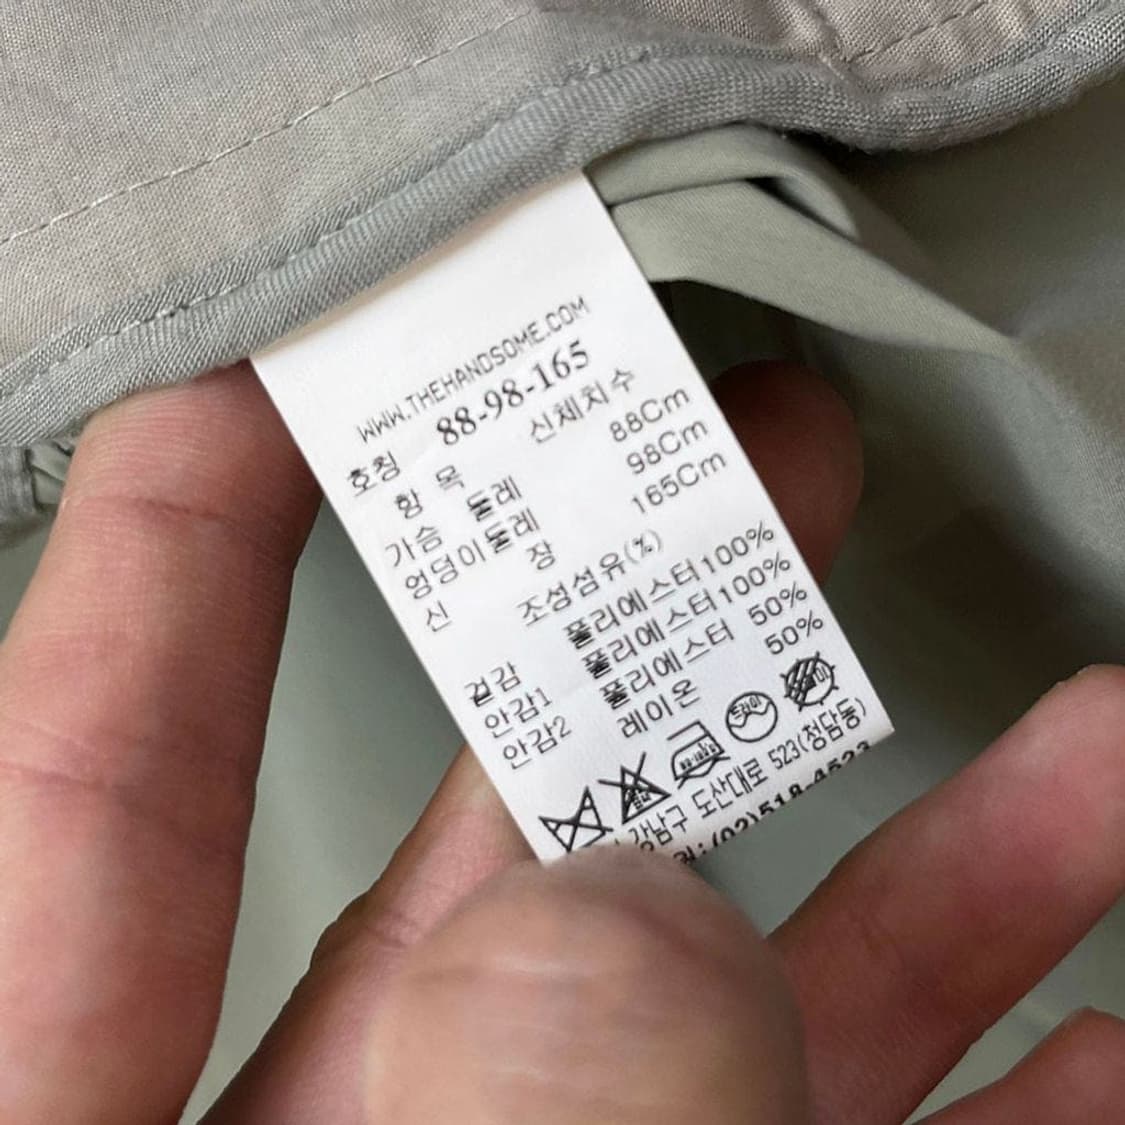 WWW.THEHANDSOME.COM
호칭 88-98-165
항 목 신체치수
가슴 둘레 88Cm
엉덩이둘레 98Cm
신 장 165Cm
조성섬유(%)
겉감 폴리에스터100%
안감1 폴리에스터100%
안감2 폴리에스터 50%
레이온 50%
강남구 도산대로 523(청담동)
(02)518-4523